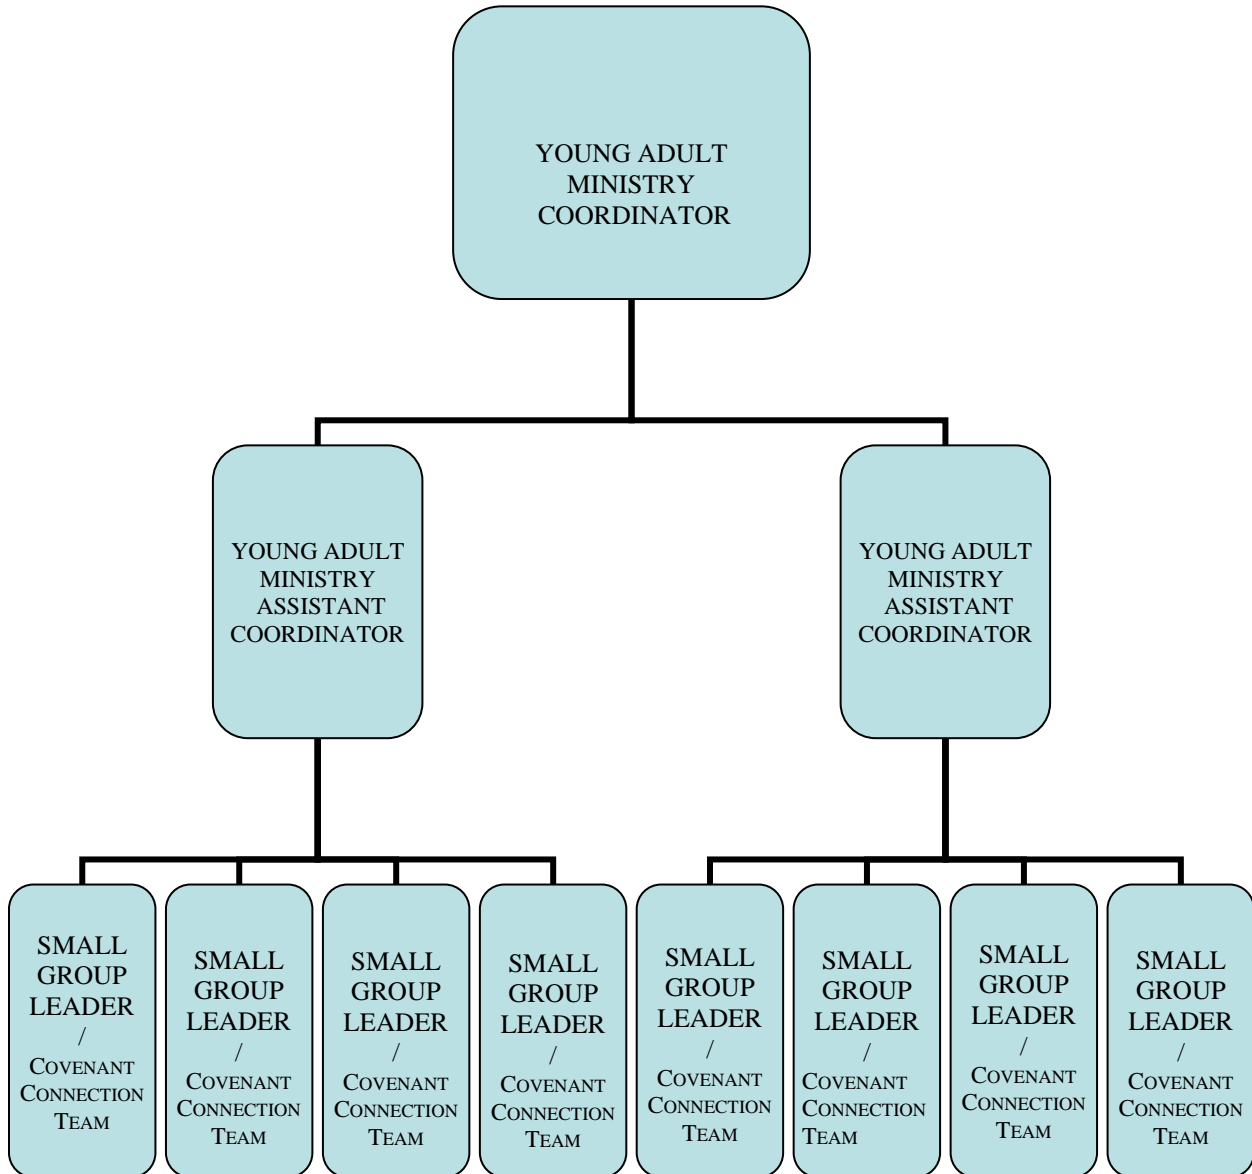 YOUNG ADULT
MINISTRY
COORDINATOR
YOUNG ADULT
MINISTRY
ASSISTANT
COORDINATOR
YOUNG ADULT
MINISTRY
ASSISTANT
COORDINATOR
SMALL
GROUP
LEADER
/
COVENANT
CONNECTION
TEAM
SMALL
GROUP
LEADER
/
COVENANT
CONNECTION
TEAM
SMALL
GROUP
LEADER
/
COVENANT
CONNECTION
TEAM
SMALL
GROUP
LEADER
/
COVENANT
CONNECTION
TEAM
SMALL
GROUP
LEADER
/
COVENANT
CONNECTION
TEAM
SMALL
GROUP
LEADER
/
COVENANT
CONNECTION
TEAM
SMALL
GROUP
LEADER
/
COVENANT
CONNECTION
TEAM
SMALL
GROUP
LEADER
/
COVENANT
CONNECTION
TEAM